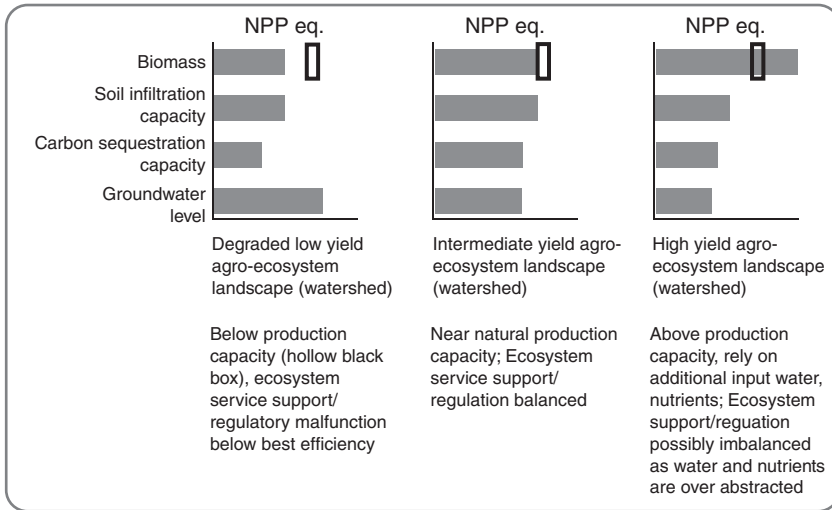 NPP eq.
NPP eq.
NPP eq.
Biomass
Soil infiltration
capacity
Carbon sequestration
capacity
Groundwater
level
Degraded low yield
agro-ecosystem
landscape (watershed)
Intermediate yield agro-
ecosystem landscape
(watershed)
High yield agro-
ecosystem landscape
(watershed)
Below production
capacity (hollow black
box), ecosystem
service support/
regulatory malfunction
below best efficiency
Near natural production
capacity; Ecosystem
service support/
regulation balanced
Above production
capacity, rely on
additional input water,
nutrients; Ecosystem
support/reguation
possibly imbalanced
as water and nutrients
are over abstracted